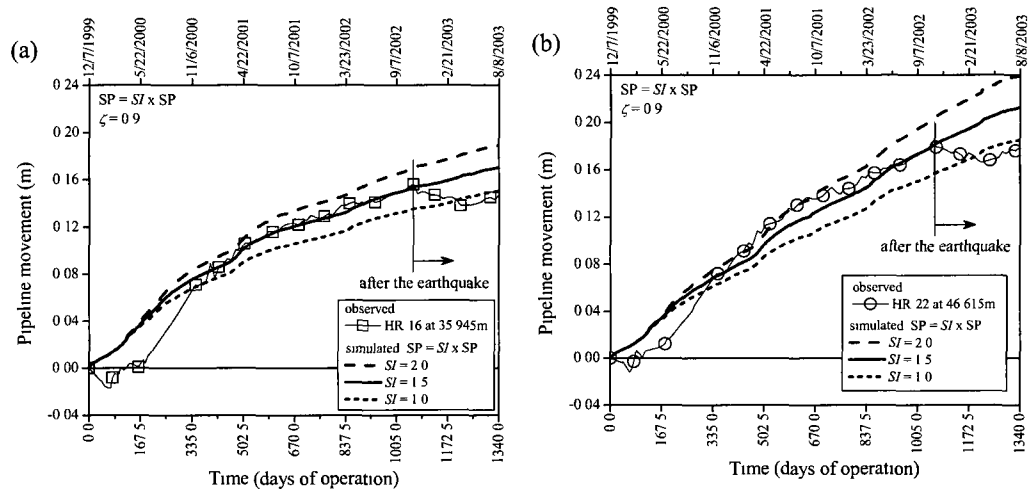 (a)
12/7/1999
5/22/2000
11/6/2000
4/22/2001
10/7/2001
3/23/2002
9/7/2002
2/21/2003
8/8/2003
SP = SI x SP
ζ = 0 9
Pipeline movement (m)
0 24
0 20
0 16
0 12
0 08
0 04
0 00
-0 04
after the earthquake
observed
HR 16 at 35 945m
simulated SP = SI x SP
SI = 2 0
SI = 1 5
SI = 1 0
0 0
167.5
335 0
502 5
670 0
837 5
1005 0
1172 5
1340 0
Time (days of operation)
(b)
12/7/1999
5/22/2000
11/6/2000
4/22/2001
10/7/2001
3/23/2002
9/7/2002
2/21/2003
8/8/2003
SP = SI x SP
ζ = 0 9
Pipeline movement (m)
0 24
0 20
0 16
0 12
0 08
0 04
0 00
-0 04
after the earthquake
observed
HR 22 at 46 615m
simulated SP = SI x SP
SI = 2 0
SI = 1 5
SI = 1 0
0 0
167 5
335 0
502 5
670 0
837 5
1005 0
1172 5
1340 0
Time (days of operation)